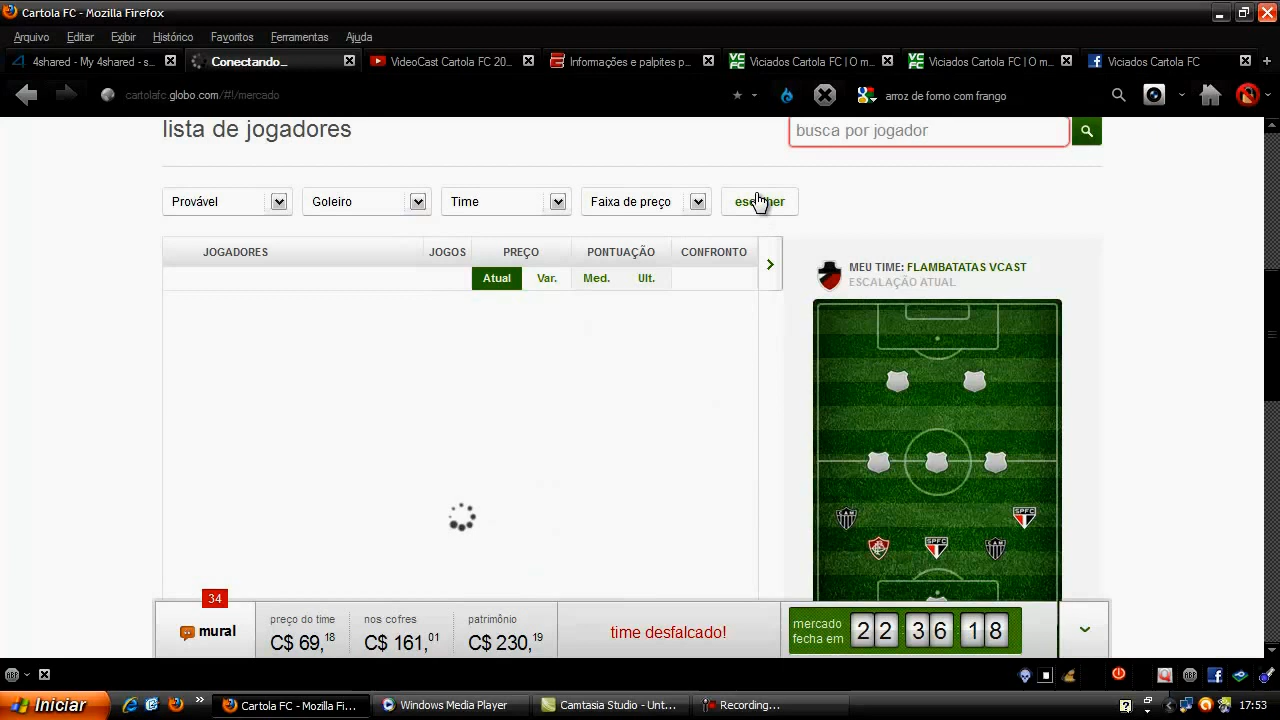 Cartola FC - Mozilla Firefox
Arquivo Editar Exibir Histórico Favoritos Ferramentas Ajuda
4shared - My 4shared - s...
Conectando...
VideoCast Cartola FC 20...
Informações e palpites p...
Viciados Cartola FC | O m...
Viciados Cartola FC | O m...
Viciados Cartola FC
cartolafc.globo.com/#!/mercado
arroz de forno com frango
lista de jogadores
busca por jogador
Provável
Goleiro
Time
Faixa de preço
JOGADORES JOGOS PREÇO PONTUAÇÃO CONFRONTO
Atual Var. Med. Ult.
MEU TIME: FLAMBATATAS VCAST
ESCALAÇÃO ATUAL
34
mural
preço do time
C$ 69,18
nos cofres
C$ 161,01
patrimônio
C$ 230,19
time desfalcado!
mercado
fecha em
22 36 18
Iniciar
Cartola FC - Mozilla Fi...
Windows Media Player
Camtasia Studio - Unt...
Recording...
17:53